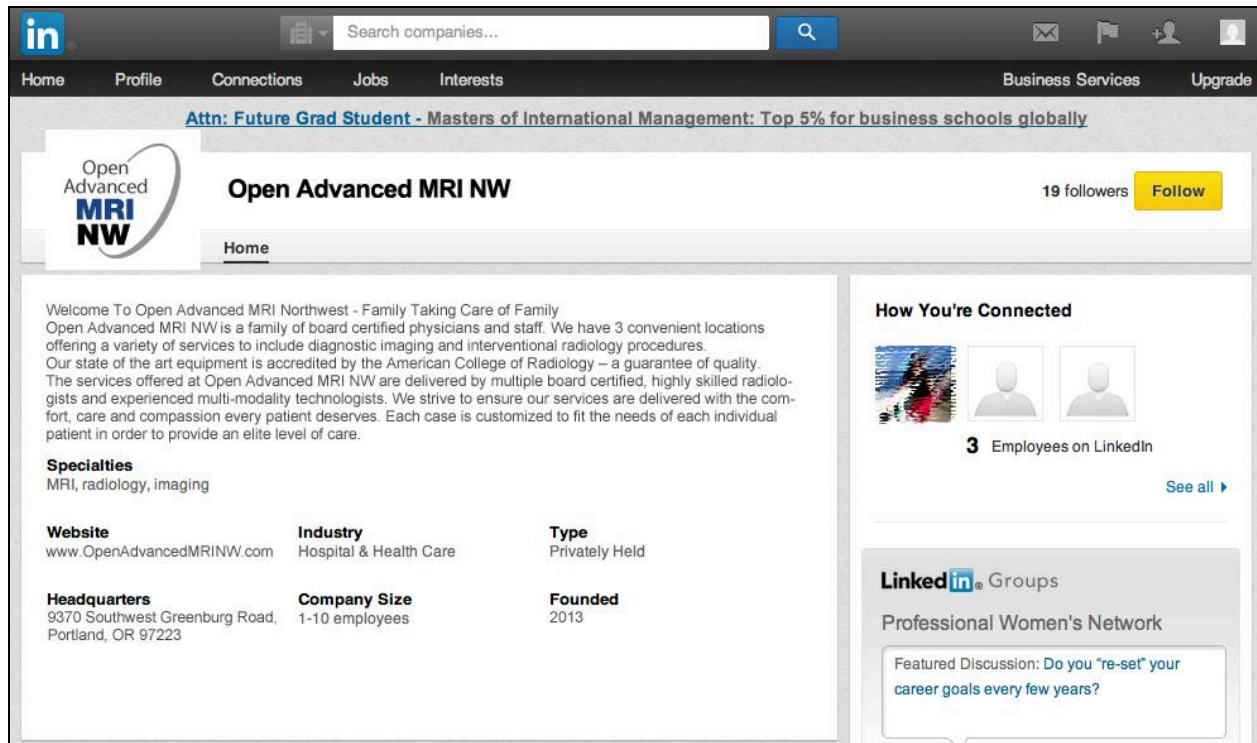 in
Search companies...
Home Profile Connections Jobs Interests Business Services Upgrade
Attn: Future Grad Student - Masters of International Management: Top 5% for business schools globally
Open
Advanced
MRI
NW
Open Advanced MRI NW
19 followers Follow
Home
Welcome To Open Advanced MRI Northwest - Family Taking Care of Family
Open Advanced MRI NW is a family of board certified physicians and staff. We have 3 convenient locations
offering a variety of services to include diagnostic imaging and interventional radiology procedures.
Our state of the art equipment is accredited by the American College of Radiology – a guarantee of quality.
The services offered at Open Advanced MRI NW are delivered by multiple board certified, highly skilled radiolo-
gists and experienced multi-modality technologists. We strive to ensure our services are delivered with the com-
fort, care and compassion every patient deserves. Each case is customized to fit the needs of each individual
patient in order to provide an elite level of care.
Specialties
MRI, radiology, imaging
Website Industry Type
www.OpenAdvancedMRINW.com Hospital & Health Care Privately Held
Headquarters Company Size Founded
9370 Southwest Greenburg Road, 1-10 employees 2013
Portland, OR 97223
How You're Connected
3 Employees on LinkedIn
See all
Linked in® Groups
Professional Women's Network
Featured Discussion: Do you "re-set" your
career goals every few years?